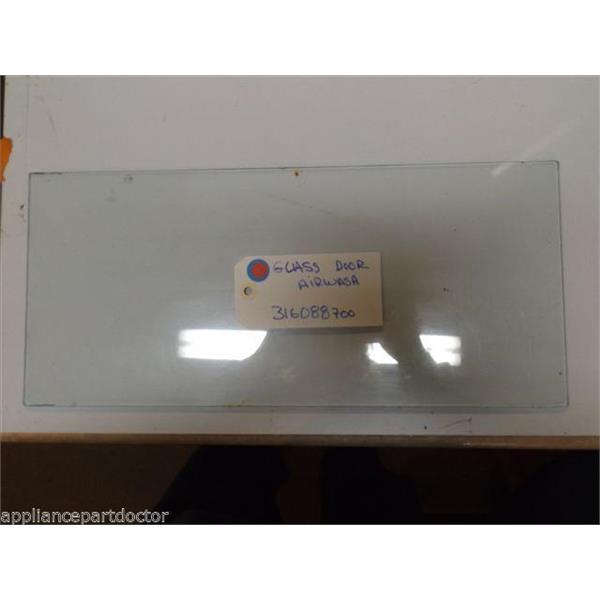 GLASS DOOR
AIRWASH
316088700
appliancepartdoctor